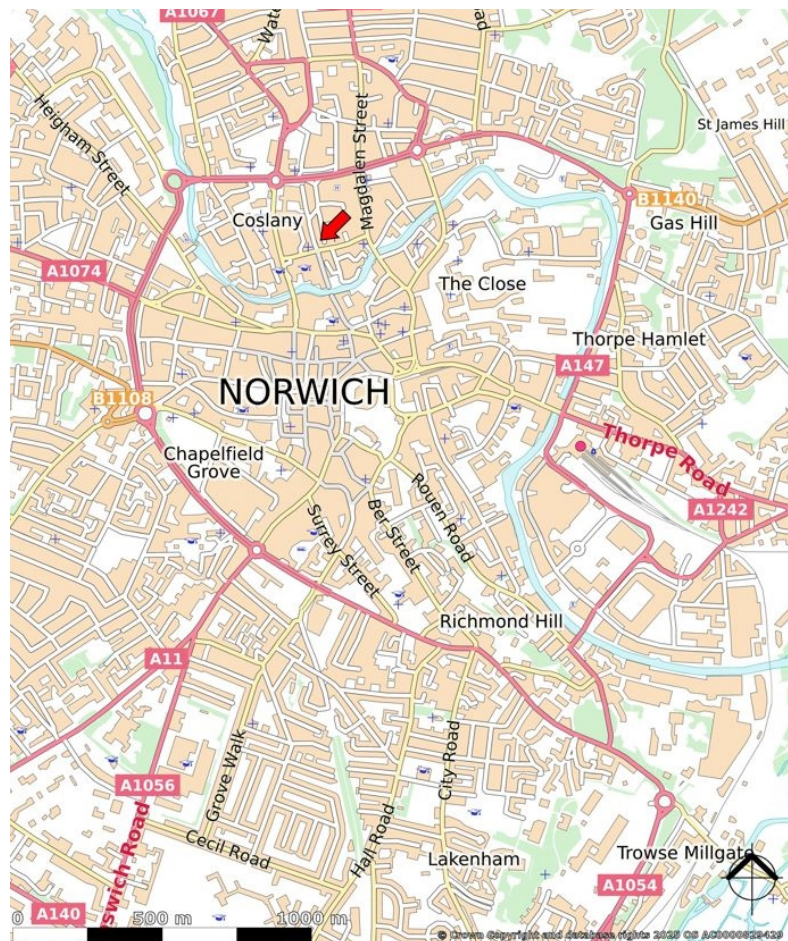 A1067
Heigham Street
Magdalen Street
Road
St James Hill
B1140
Coslany
Gas Hill
A1074
The Close
Thorpe Hamlet
A147
B1108
NORWICH
Chapelfield
Grove
Thorpe Road
Rouen Road
A1242
Surrey Street
Ber Street
Richmond Hill
A11
Grove Walk
City Road
A1056
Cecil Road
Hall Road
Lakenham
Trowse Millgate
A1054
A140
swich Road
0 500 m 1000 m
© Crown Copyright and database rights 2025 OS AC0000829429